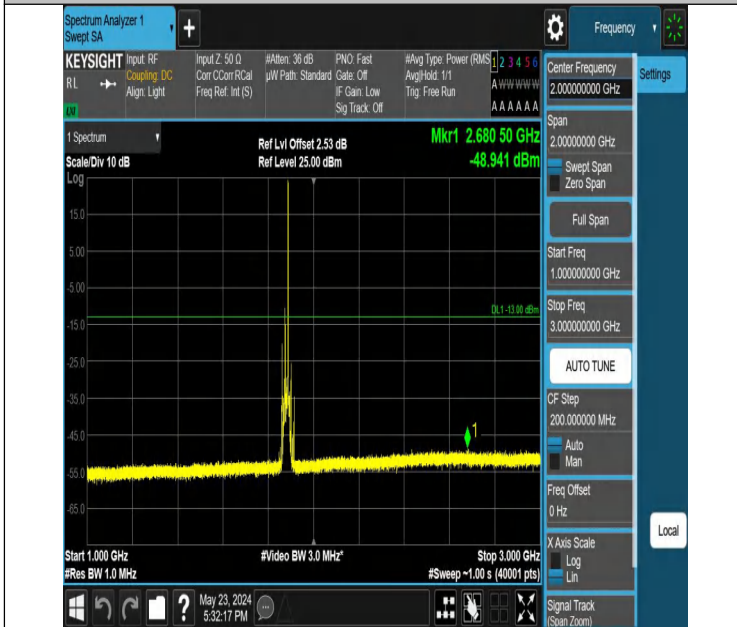 Spectrum Analyzer 1
Swept SA
+
Frequency
KEYSIGHT
RL
Input: RF
Coupling: DC
Align: Light
Input Z: 50 Ω
Corr CCorr RCal
Freq Ref: Int (S)
#Atten: 36 dB
µW Path: Standard
PNO: Fast
Gate: Off
IF Gain: Low
Sig Track: Off
#Avg Type: Power (RMS
Avg|Hold: 1/1
Trig: Free Run
1 2 3 4 5 6
A W W W W W
A A A A A A
1 Spectrum
Scale/Div 10 dB
Log
Ref Lvl Offset 2.53 dB
Ref Level 25.00 dBm
Mkr1 2.680 50 GHz
-48.941 dBm
15.0
5.00
-5.00
-15.0
-25.0
-35.0
-45.0
-55.0
-65.0
DL1 -13.00 dBm
1
Start 1.000 GHz
#Res BW 1.0 MHz
#Video BW 3.0 MHz*
Stop 3.000 GHz
#Sweep ~1.00 s (40001 pts)
Center Frequency
2.000000000 GHz
Span
2.00000000 GHz
Swept Span
Zero Span
Full Span
Start Freq
1.000000000 GHz
Stop Freq
3.000000000 GHz
AUTO TUNE
CF Step
200.000000 MHz
Auto
Man
Freq Offset
0 Hz
X Axis Scale
Log
Lin
Signal Track
(Span Zoom)
Settings
Local
?
May 23, 2024
5:32:17 PM